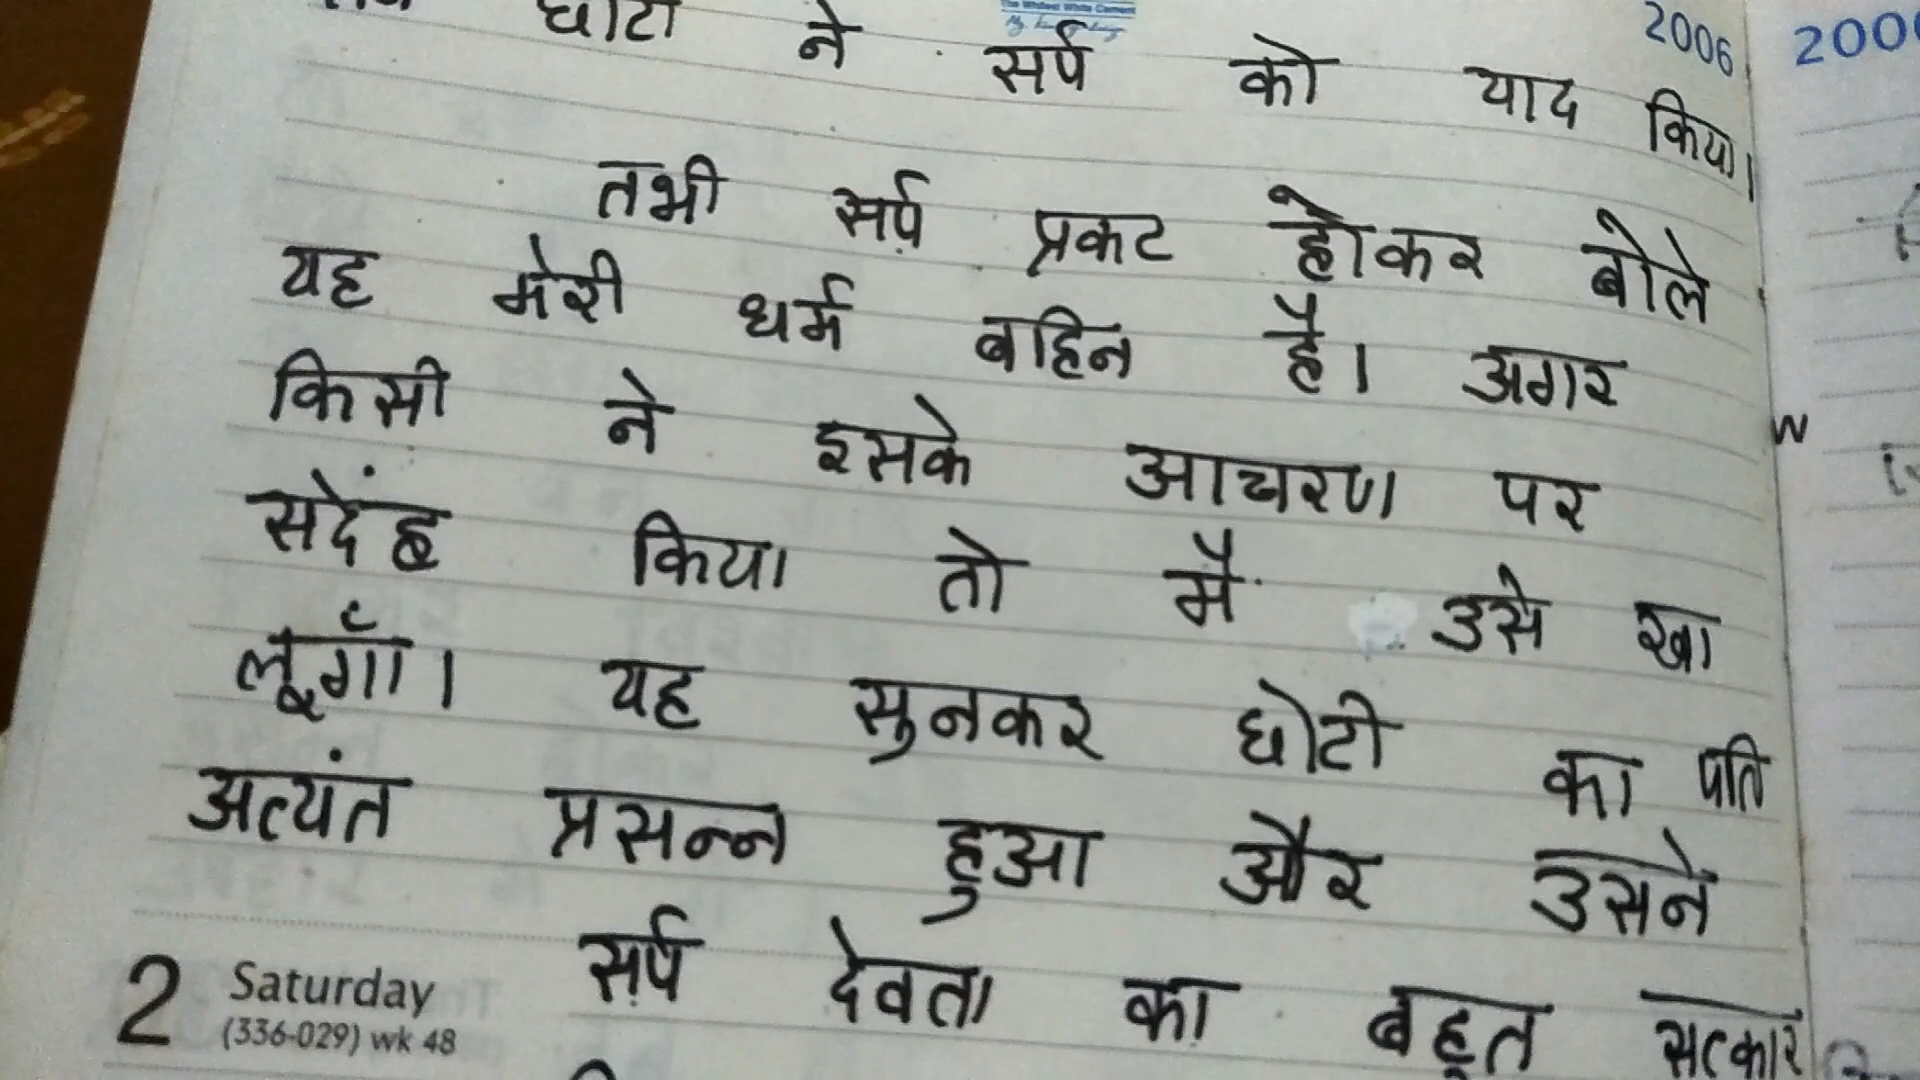 छोटी ने सर्प को याद किया।
2006
तभी सर्प प्रकट होकर बोले
यह मेरी धर्म बहिन है। अगर
किसी ने इसके आचरण पर
सदेंह किया तो मै उसे खा
लूगाँ। यह सुनकर छोटी का पति
अत्यंत प्रसन्न हुआ और उसने
सर्प देवता का बहुत सत्कार
2 Saturday
(336-029) wk 48